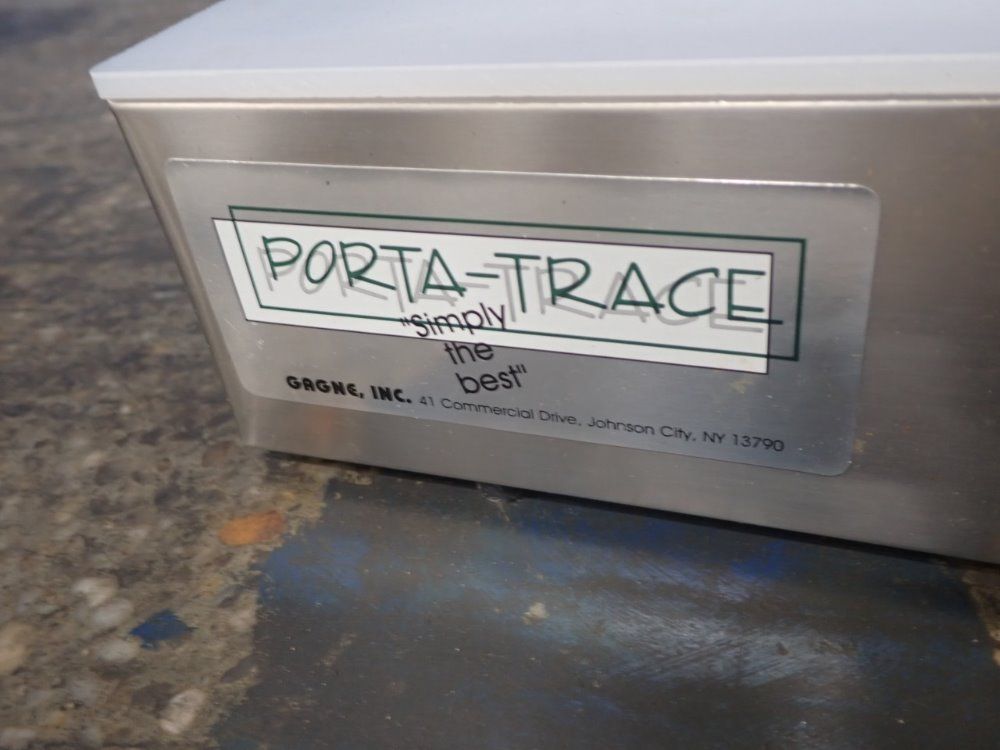 PORTA-TRACE
"Simply
the
best"
GAGNE, INC. 41 Commercial Drive, Johnson City, NY 13790